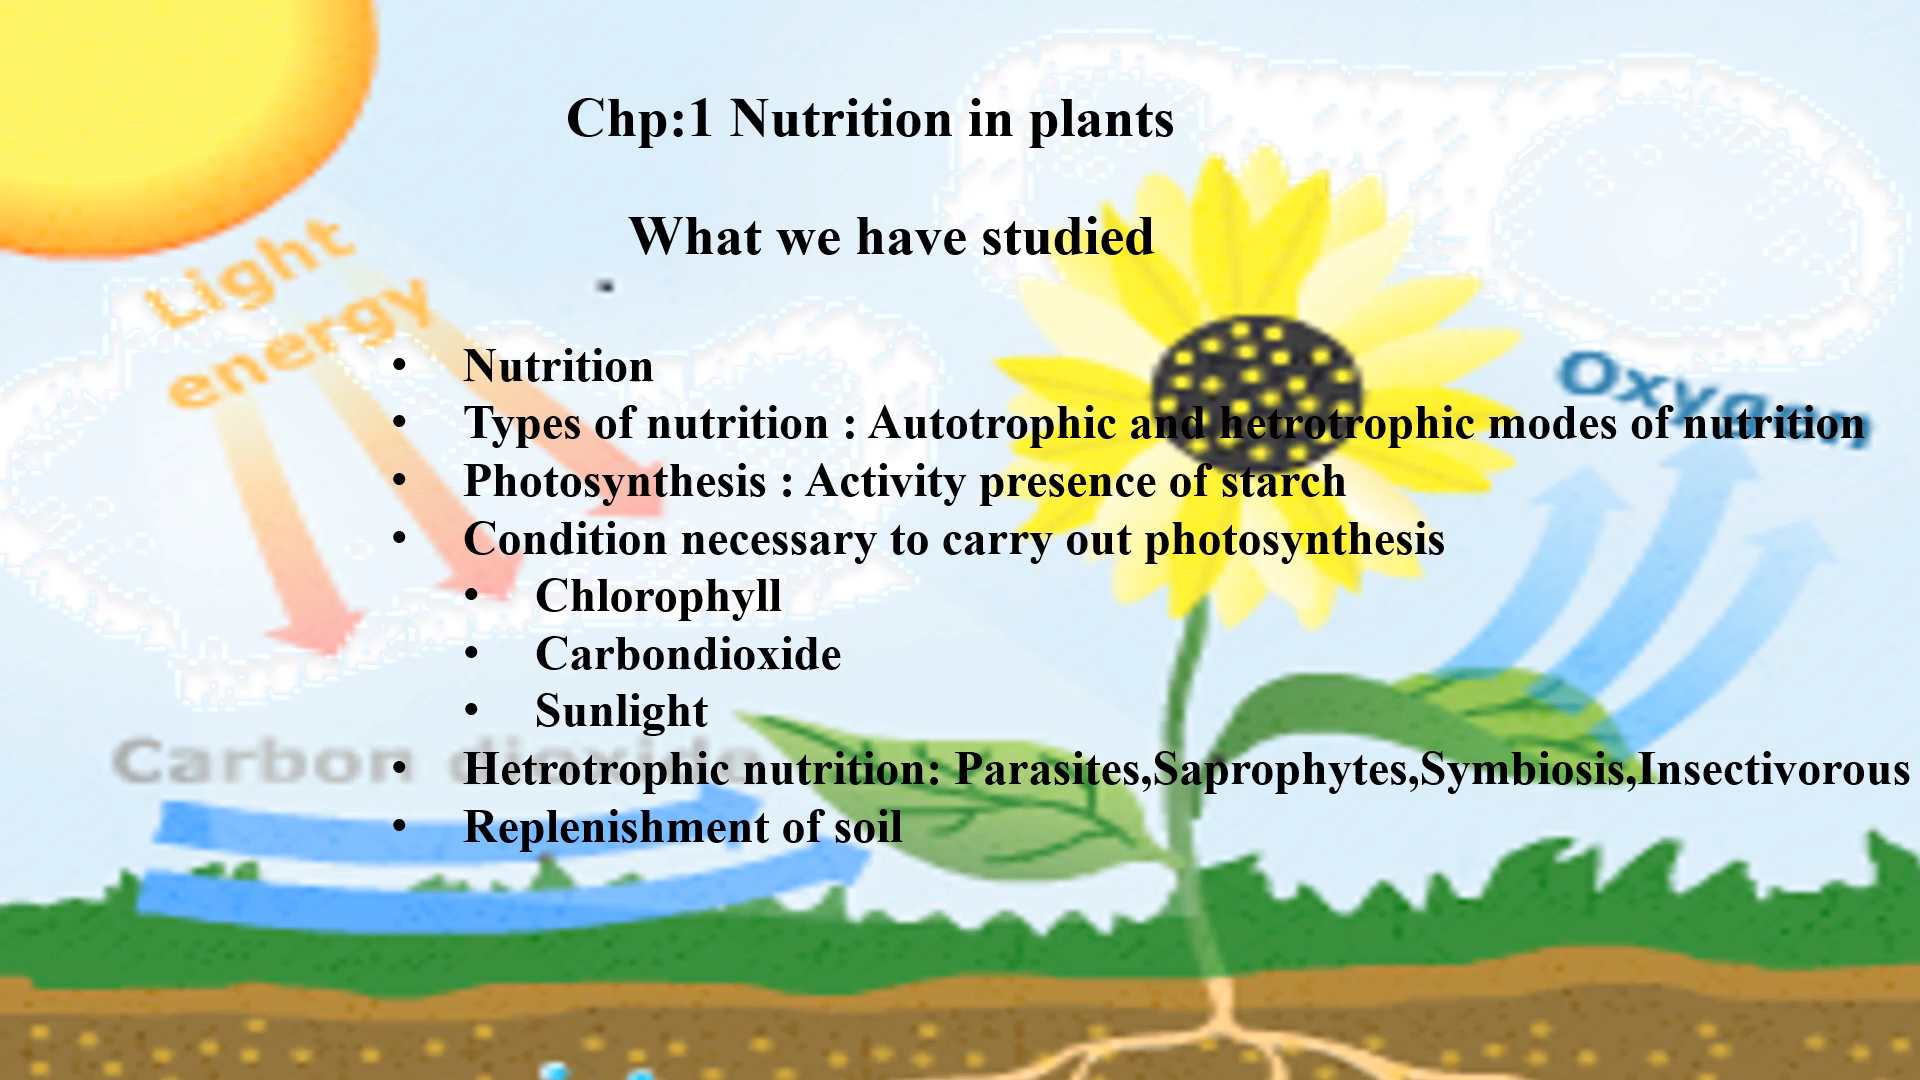 Chp:1 Nutrition in plants
What we have studied
Light
energy
• Nutrition
Oxygen
• Types of nutrition : Autotrophic and hetrotrophic modes of nutrition
• Photosynthesis : Activity presence of starch
• Condition necessary to carry out photosynthesis
• Chlorophyll
• Carbondioxide
• Sunlight
Carbon dioxide
• Hetrotrophic nutrition: Parasites,Saprophytes,Symbiosis,Insectivorous
• Replenishment of soil